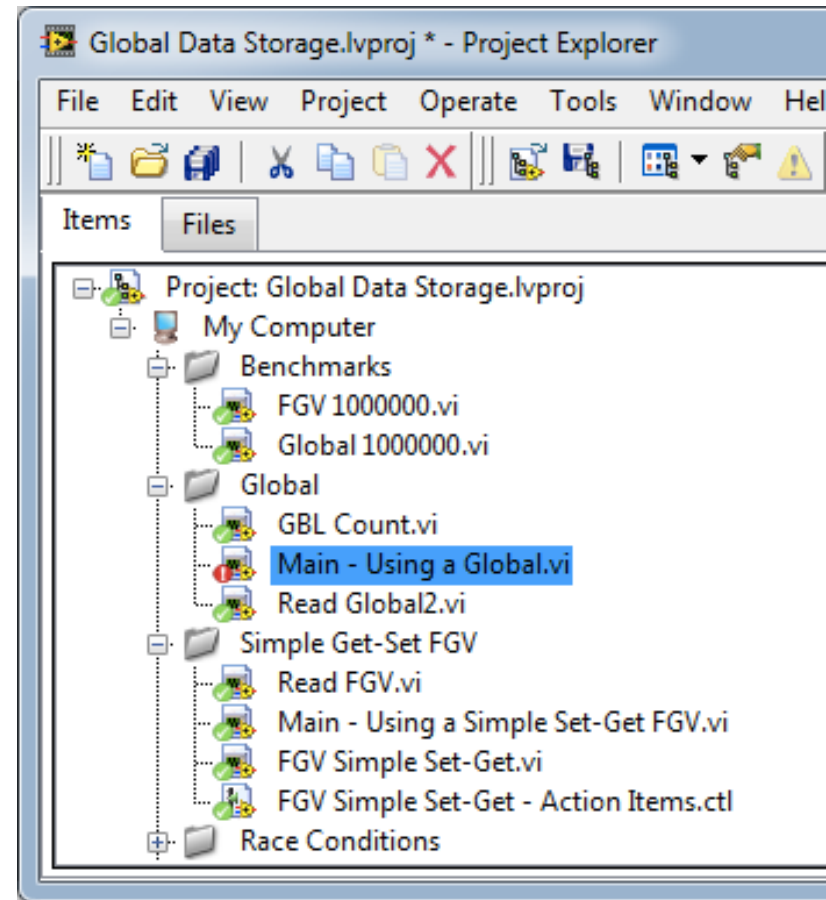 Global Data Storage.lvproj * - Project Explorer
File Edit View Project Operate Tools Window Hel
Items Files
Project: Global Data Storage.lvproj
My Computer
Benchmarks
FGV 1000000.vi
Global 1000000.vi
Global
GBL Count.vi
Main - Using a Global.vi
Read Global2.vi
Simple Get-Set FGV
Read FGV.vi
Main - Using a Simple Set-Get FGV.vi
FGV Simple Set-Get.vi
FGV Simple Set-Get - Action Items.ctl
Race Conditions